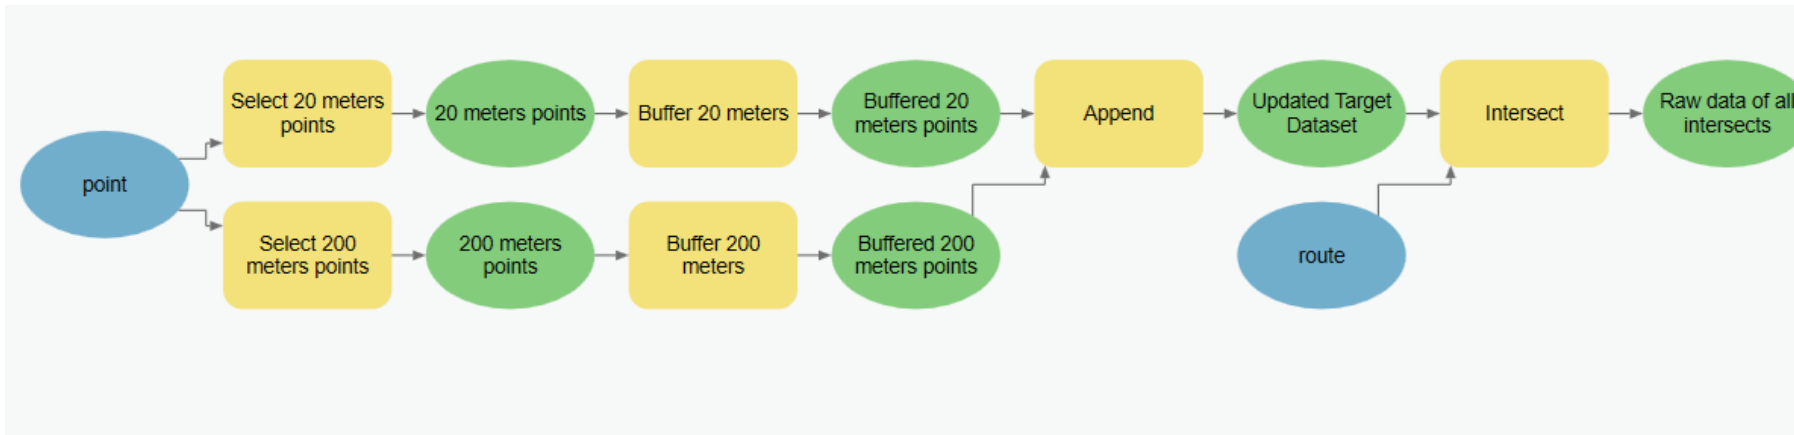 point
Select 20 meters
points
20 meters points
Buffer 20 meters
Buffered 20
meters points
Append
Updated Target
Dataset
Intersect
Raw data of all
intersects
Select 200
meters points
200 meters
points
Buffer 200
meters
Buffered 200
meters points
route